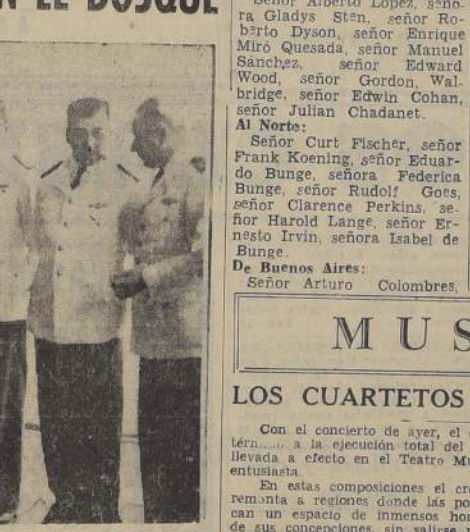 N EL BOSQUE
Señor Alberto López, seño-
ra Gladys Sten, señor Ro-
berto Dyson, señor Enrique
Miró Quesada, señor Manuel
Sánchez, señor Edward
Wood, señor Gordon, Wal-
bridge, señor Edwin Cohan,
señor Julian Chadanet.
Al Norte:
Señor Curt Fischer, señor
Frank Koening, señor Eduar-
do Bunge, señora Federica
Bunge, señor Rudolf Goes,
señor Clarence Perkins, se-
ñor Harold Lange, señor Er-
nesto Irvin, señora Isabel de
Bunge.
De Buenos Aires:
Señor Arturo Colombres,
MUS
LOS CUARTETOS
Con el concierto de ayer, el
a la ejecución total del
llevada a efecto en el Teatro Mu
entusiasta.
En estas composiciones el cre
remonta a regiones donde las po
can un espacio de inmensos hor
de sus concepciones, sin salirse